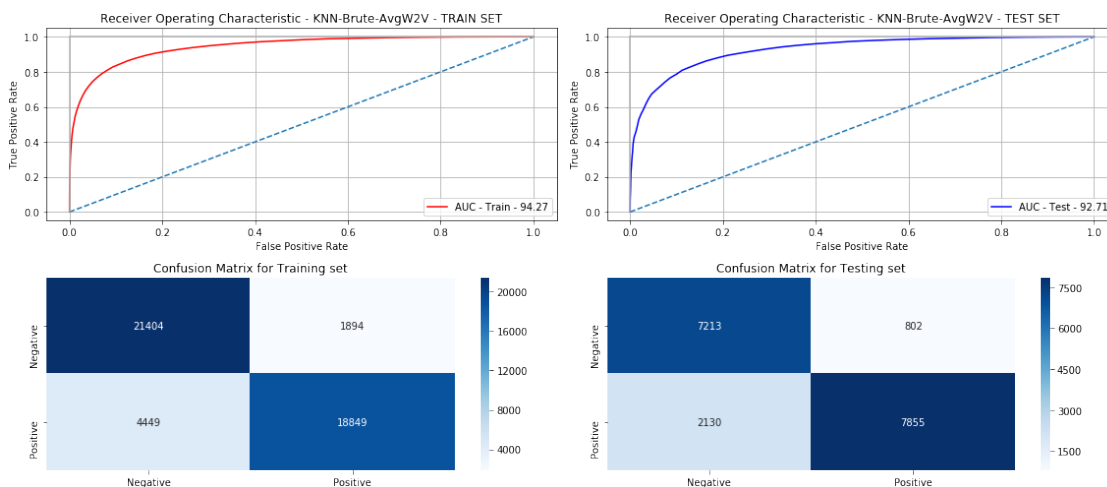 Receiver Operating Characteristic - KNN-Brute-AvgW2V - TRAIN SET
1.0
0.8
0.6
0.4
0.2
0.0
True Positive Rate
0.0 0.2 0.4 0.6 0.8 1.0
False Positive Rate
AUC - Train - 94.27
Receiver Operating Characteristic - KNN-Brute-AvgW2V - TEST SET
1.0
0.8
0.6
0.4
0.2
0.0
True Positive Rate
0.0 0.2 0.4 0.6 0.8 1.0
False Positive Rate
AUC - Test - 92.71
Confusion Matrix for Training set
Negative
Positive
21404 1894
4449 18849
Negative Positive
20000
16000
12000
8000
4000
Confusion Matrix for Testing set
Negative
Positive
7213 802
2130 7855
Negative Positive
7500
6000
4500
3000
1500